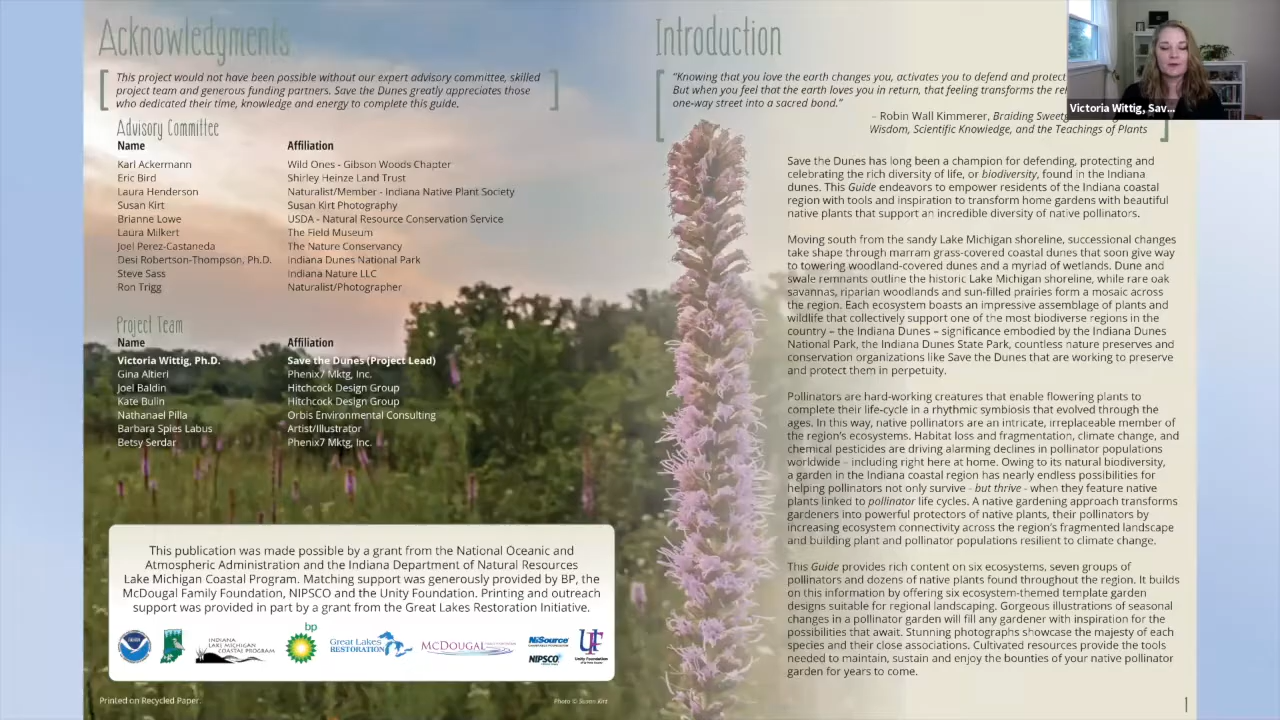 Acknowledgments
This project would not have been possible without our expert advisory committee, skilled
project team and generous funding partners. Save the Dunes greatly appreciates those
who dedicated their time, knowledge and energy to complete this guide.
Advisory Committee
Name Affiliation
Karl Ackermann Wild Ones - Gibson Woods Chapter
Eric Bird Shirley Heinze Land Trust
Laura Henderson Naturalist/Member - Indiana Native Plant Society
Susan Kirt Susan Kirt Photography
Brianne Lowe USDA - Natural Resource Conservation Service
Laura Milkert The Field Museum
Joel Perez-Castaneda The Nature Conservancy
Desi Robertson-Thompson, Ph.D. Indiana Dunes National Park
Steve Sass Indiana Nature LLC
Ron Trigg Naturalist/Photographer
Project Team
Name Affiliation
Victoria Wittig, Ph.D. Save the Dunes (Project Lead)
Gina Altieri Phenix7 Mktg, Inc.
Joel Baldin Hitchcock Design Group
Kate Bulin Hitchcock Design Group
Nathanael Pilla Orbis Environmental Consulting
Barbara Spies Labus Artist/Illustrator
Betsy Serdar Phenix7 Mktg, Inc.
This publication was made possible by a grant from the National Oceanic and
Atmospheric Administration and the Indiana Department of Natural Resources
Lake Michigan Coastal Program. Matching support was generously provided by BP, the
McDougal Family Foundation, NIPSCO and the Unity Foundation. Printing and outreach
support was provided in part by a grant from the Great Lakes Restoration Initiative.
INDIANA
LAKE MICHIGAN
COASTAL PROGRAM
bp
Great Lakes
RESTORATION
MCDOUGAL
NiSource
NIPSCO
UF
Unity Foundation
Printed on Recycled Paper.
Photo © Susan Kirt
Introduction
“Knowing that you love the earth changes you, activates you to defend and protect
But when you feel that the earth loves you in return, that feeling transforms the
one-way street into a sacred bond.”
– Robin Wall Kimmerer, Braiding
Wisdom, Scientific Knowledge, and the Teachings of Plants
Save the Dunes has long been a champion for defending, protecting and
celebrating the rich diversity of life, or biodiversity, found in the Indiana
dunes. This Guide endeavors to empower residents of the Indiana coastal
region with tools and inspiration to transform home gardens with beautiful
native plants that support an incredible diversity of native pollinators.
Moving south from the sandy Lake Michigan shoreline, successional changes
take shape through marram grass-covered coastal dunes that soon give way
to towering woodland-covered dunes and a myriad of wetlands. Dune and
swale remnants outline the historic Lake Michigan shoreline, while rare oak
savannas, riparian woodlands and sun-filled prairies form a mosaic across
the region. Each ecosystem boasts an impressive assemblage of plants and
wildlife that collectively support one of the most biodiverse regions in the
country – the Indiana Dunes – significance embodied by the Indiana Dunes
National Park, the Indiana Dunes State Park, countless nature preserves and
conservation organizations like Save the Dunes that are working to preserve
and protect them in perpetuity.
Pollinators are hard-working creatures that enable flowering plants to
complete their life-cycle in a rhythmic symbiosis that evolved through the
ages. In this way, native pollinators are an intricate, irreplaceable member of
the region's ecosystems. Habitat loss and fragmentation, climate change, and
chemical pesticides are driving alarming declines in pollinator populations
worldwide – including right here at home. Owing to its natural biodiversity,
a garden in the Indiana coastal region has nearly endless possibilities for
helping pollinators not only survive - but thrive - when they feature native
plants linked to pollinator life cycles. A native gardening approach transforms
gardeners into powerful protectors of native plants, their pollinators by
increasing ecosystem connectivity across the region's fragmented landscape
and building plant and pollinator populations resilient to climate change.
This Guide provides rich content on six ecosystems, seven groups of
pollinators and dozens of native plants found throughout the region. It builds
on this information by offering six ecosystem-themed template garden
designs suitable for regional landscaping. Gorgeous illustrations of seasonal
changes in a pollinator garden will fill any gardener with inspiration for the
possibilities that await. Stunning photographs showcase the majesty of each
species and their close associations. Cultivated resources provide the tools
needed to maintain, sustain and enjoy the bounties of your native pollinator
garden for years to come.
1
Victoria Wittig, Sav...